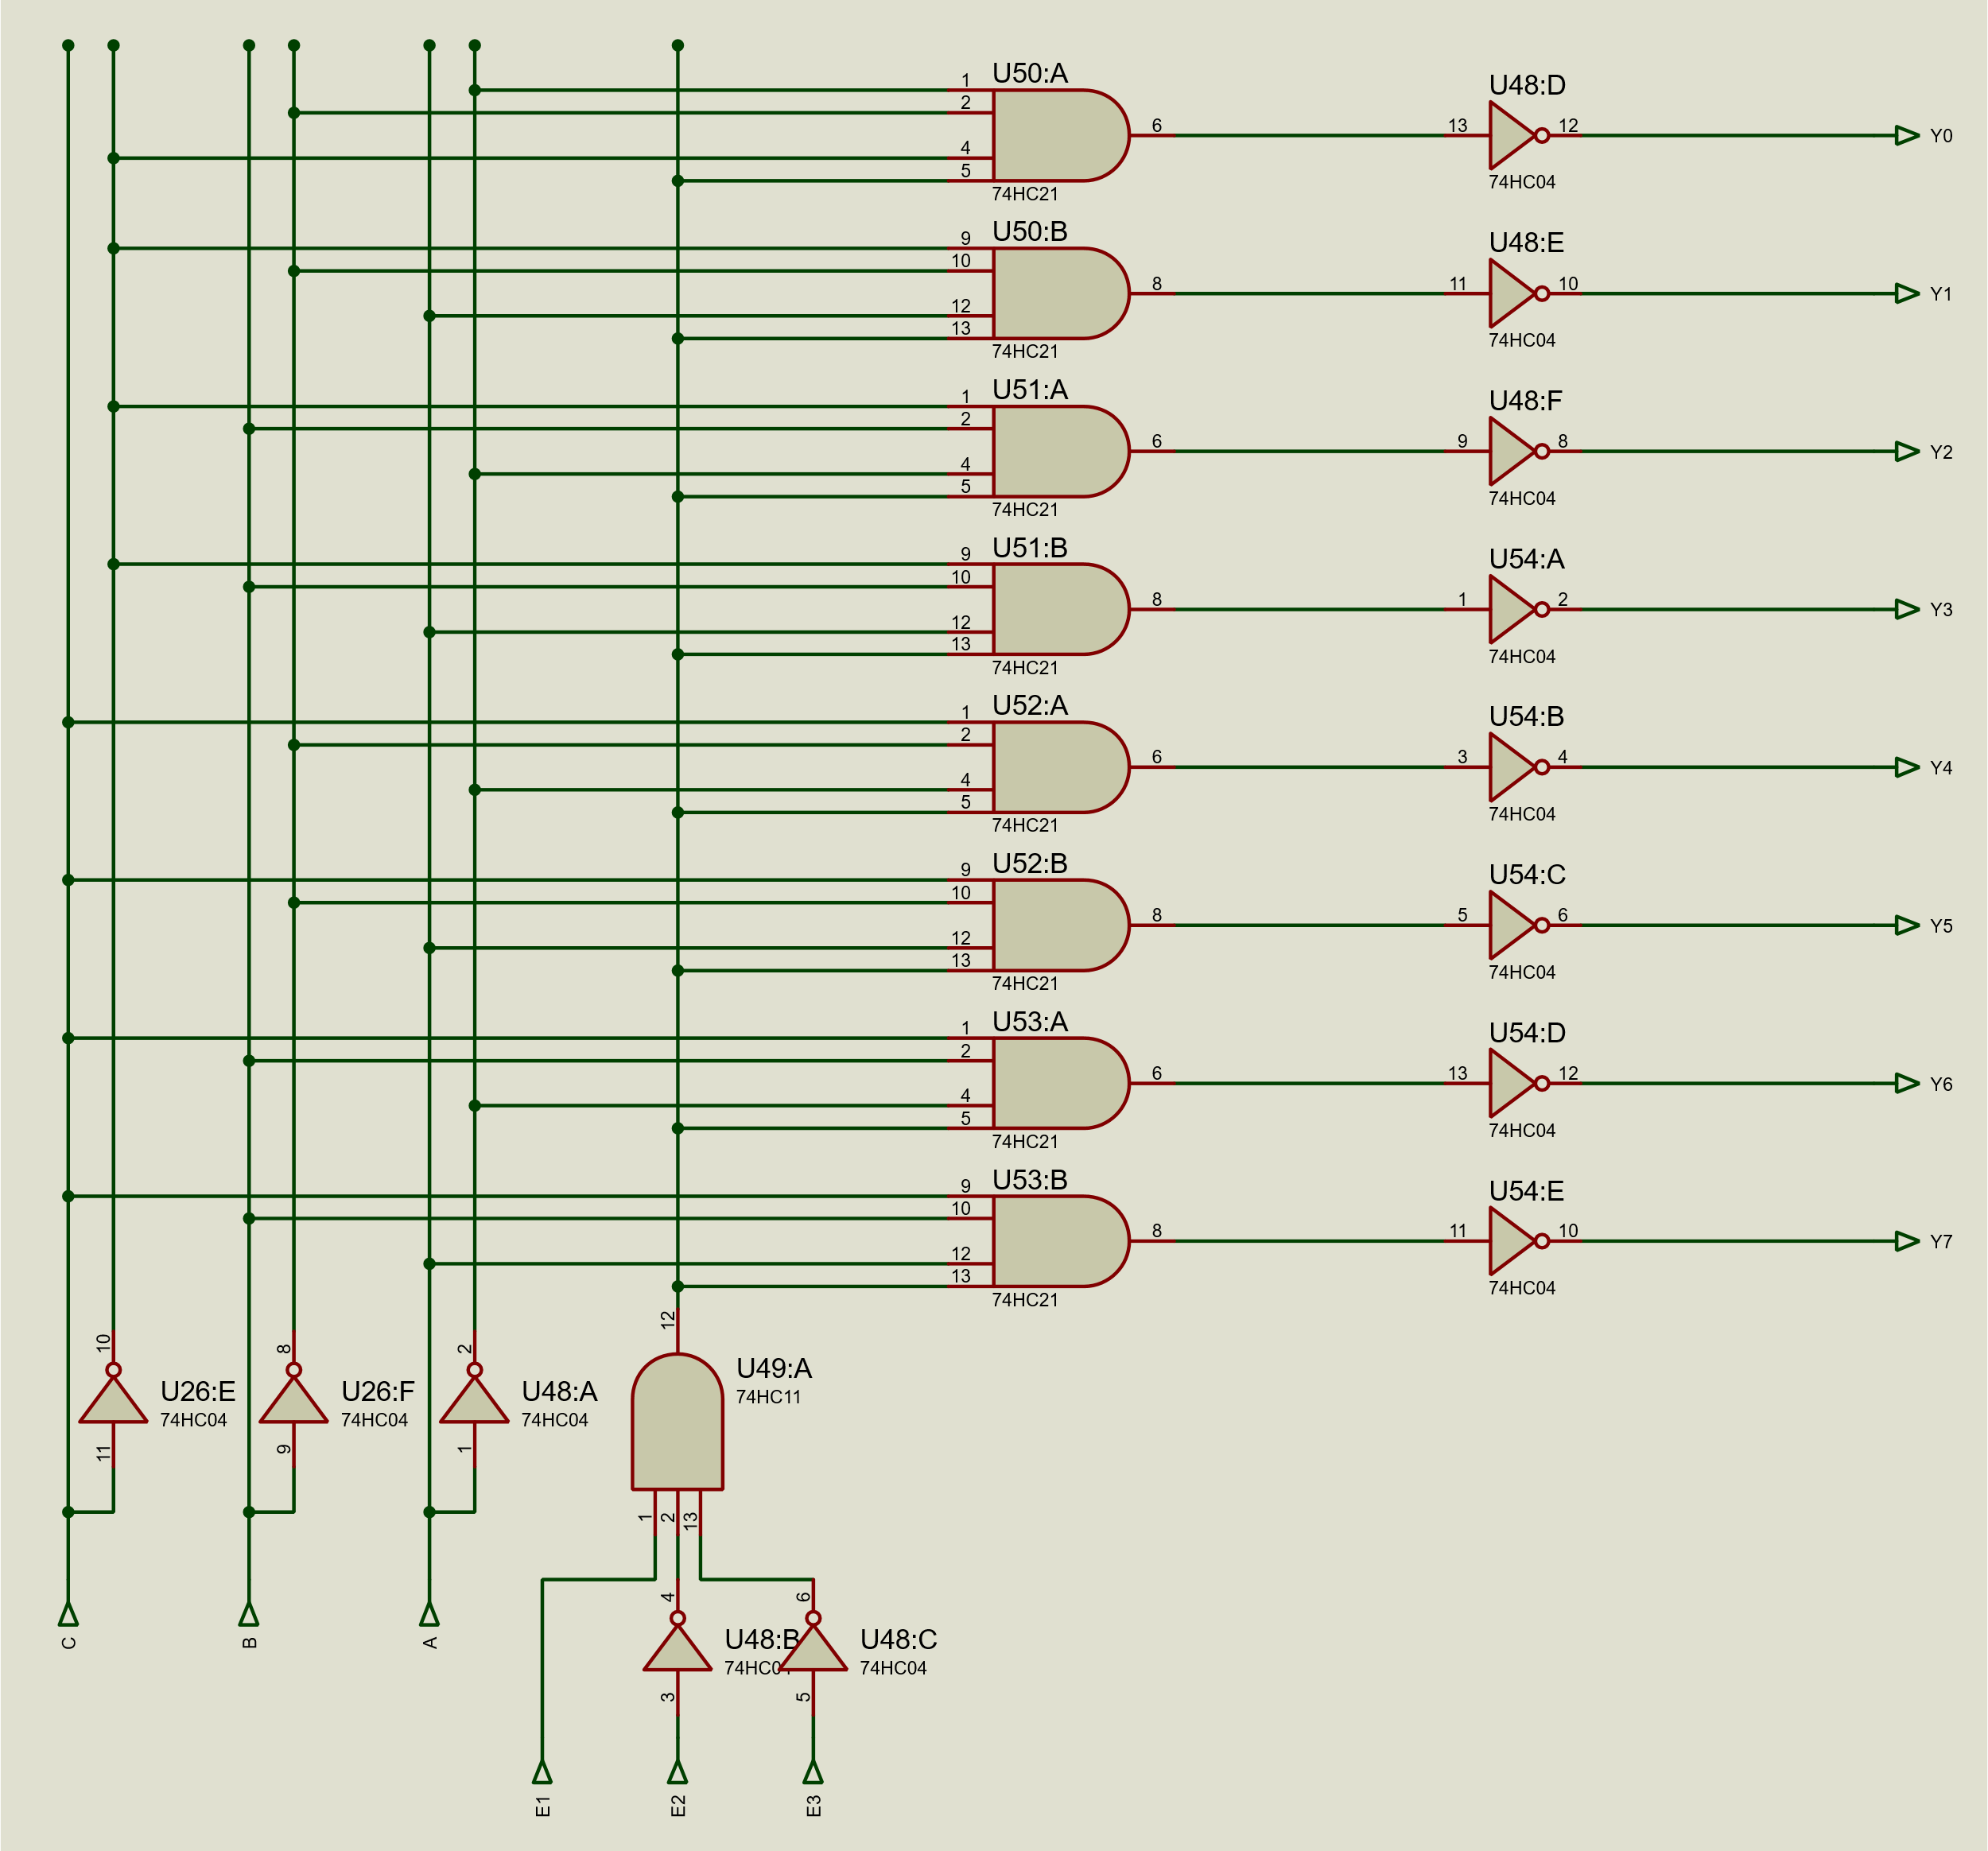 U50:A
1
2
4
5
6
74HC21
U48:D
13
12
74HC04
Y0
U50:B
9
10
12
13
8
74HC21
U48:E
11
10
74HC04
Y1
U51:A
1
2
4
5
6
74HC21
U48:F
9
8
74HC04
Y2
U51:B
9
10
12
13
8
74HC21
U54:A
1
2
74HC04
Y3
U52:A
1
2
4
5
6
74HC21
U54:B
3
4
74HC04
Y4
U52:B
9
10
12
13
8
74HC21
U54:C
5
6
74HC04
Y5
U53:A
1
2
4
5
6
74HC21
U54:D
13
12
74HC04
Y6
U53:B
9
10
12
13
8
74HC21
U54:E
11
10
74HC04
Y7
10
U26:E
74HC04
11
8
U26:F
74HC04
9
2
U48:A
74HC04
1
12
U49:A
74HC11
1
2
13
C
B
A
4
U48:B
74HC04
3
6
U48:C
74HC04
5
E1
E2
E3